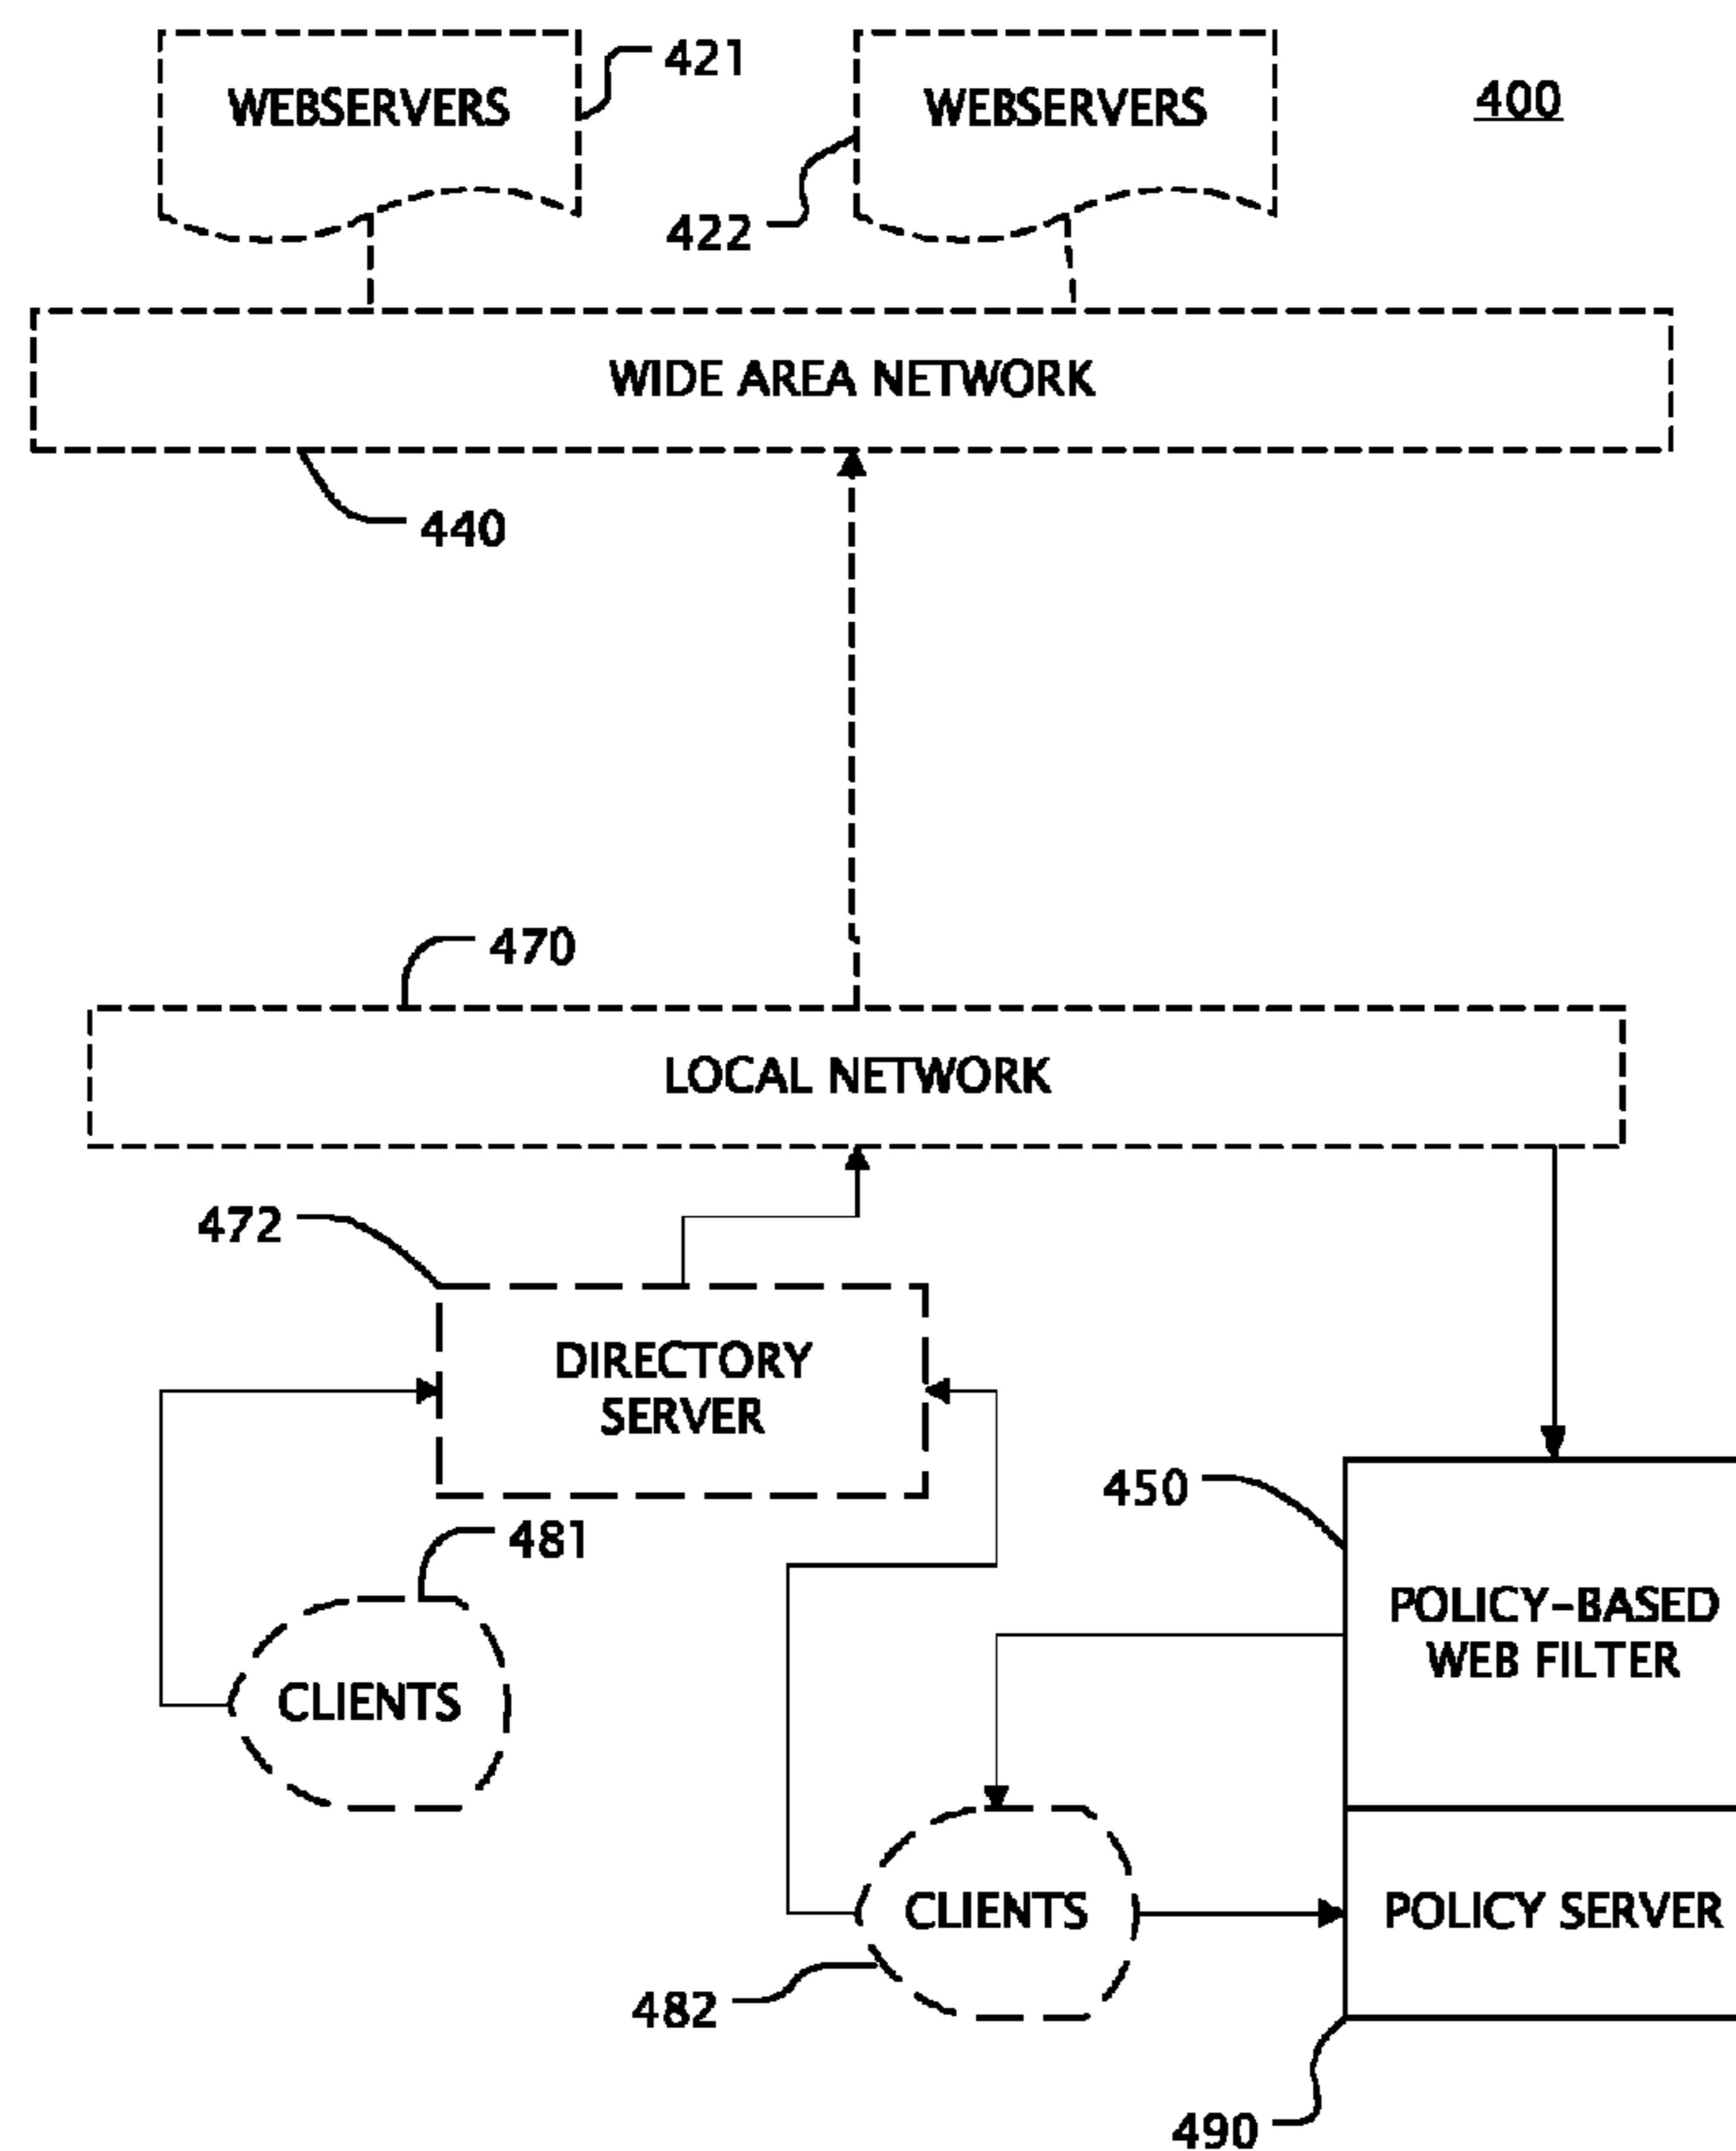 421
WEBSERVERS
WEBSERVERS
400
422
WIDE AREA NETWORK
440
470
LOCAL NETWORK
472
DIRECTORY
SERVER
450
481
POLICY-BASED
WEB FILTER
CLIENTS
CLIENTS
POLICY SERVER
482
490